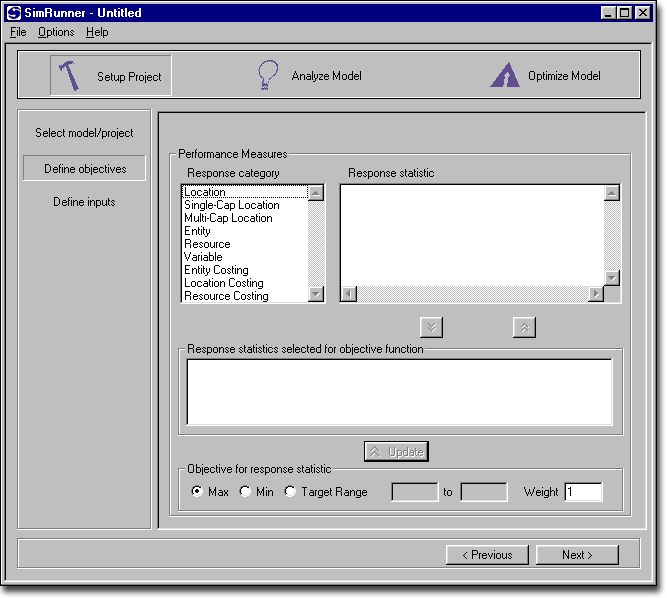 SimRunner - Untitled
File Options Help
Setup Project
Analyze Model
Optimize Model
Select model/project
Define objectives
Define inputs
Performance Measures
Response category
Response statistic
Location
Single-Cap Location
Multi-Cap Location
Entity
Resource
Variable
Entity Costing
Location Costing
Resource Costing
Response statistics selected for objective function
Update
Objective for response statistic
Max Min Target Range to Weight 1
< Previous Next >